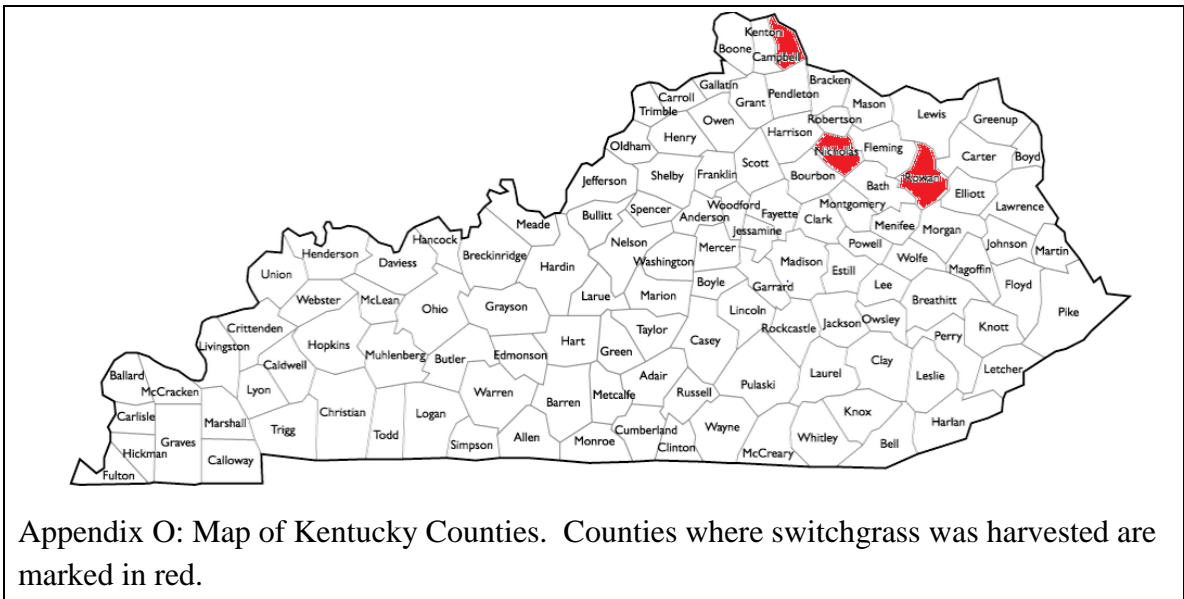 Kenton
Boone
Campbell
Gallatin
Bracken
Pendleton
Carroll
Grant
Mason
Trimble
Lewis
Owen
Robertson
Greenup
Harrison
Henry
Oldham
Nicholas
Fleming
Carter
Boyd
Scott
Shelby
Franklin
Bourbon
Rowan
Jefferson
Bath
Elliott
Woodford
Montgomery
Lawrence
Spencer
Bullitt
Anderson
Fayette
Clark
Meade
Jessamine
Menifee
Morgan
Hancock
Nelson
Mercer
Powell
Johnson
Martin
Henderson
Breckinridge
Washington
Madison
Wolfe
Daviess
Hardin
Estill
Magoffin
Union
Boyle
Garrard
Lee
Floyd
Webster
McLean
Larue
Marion
Breathitt
Ohio
Grayson
Lincoln
Pike
Owsley
Crittenden
Taylor
Rockcastle
Jackson
Knott
Livingston
Hopkins
Hart
Casey
Perry
Muhlenberg
Butler
Edmonson
Green
Clay
Caldwell
Letcher
Ballard
Adair
Laurel
Leslie
McCracken
Lyon
Warren
Metcalfe
Russell
Pulaski
Barren
Carlisle
Christian
Logan
Knox
Marshall
Trigg
Harlan
Todd
Cumberland
Wayne
Graves
Simpson
Allen
Monroe
Whitley
Bell
Hickman
Clinton
McCreary
Calloway
Fulton
Appendix O: Map of Kentucky Counties.  Counties where switchgrass was harvested are
marked in red.